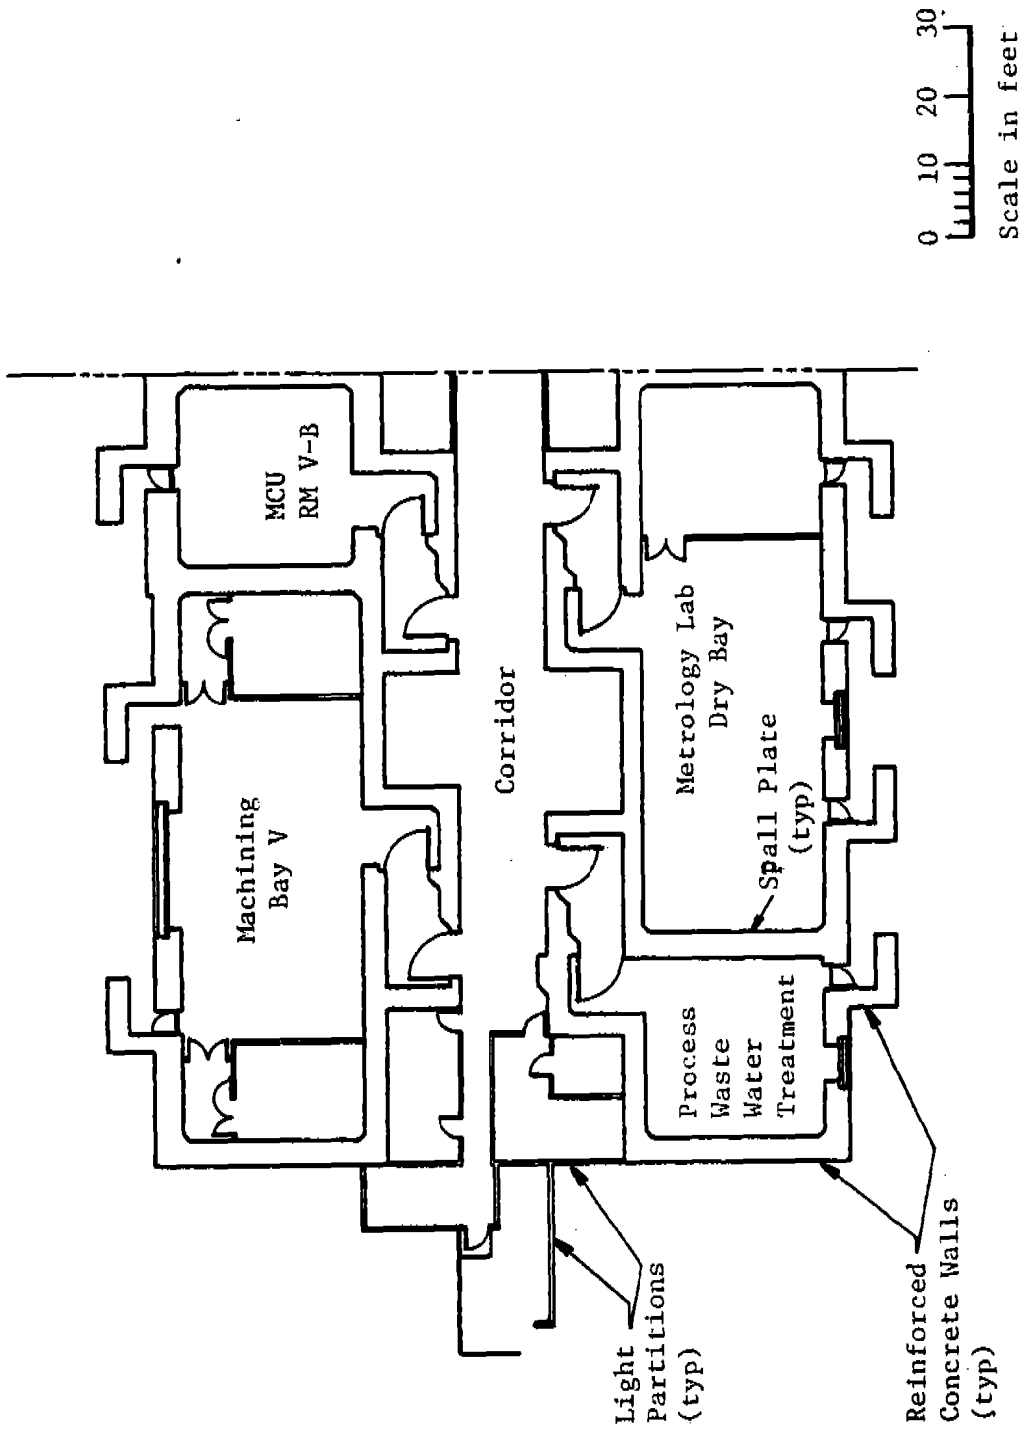 MCU
RM V-B
Machining
Bay V
Corridor
Metrology Lab
Dry Bay
Spall Plate
(typ)
Process
Waste
Water
Treatment
Light
Partitions
(typ)
Reinforced
Concrete Walls
(typ)
0 10 20 30
Scale in feet